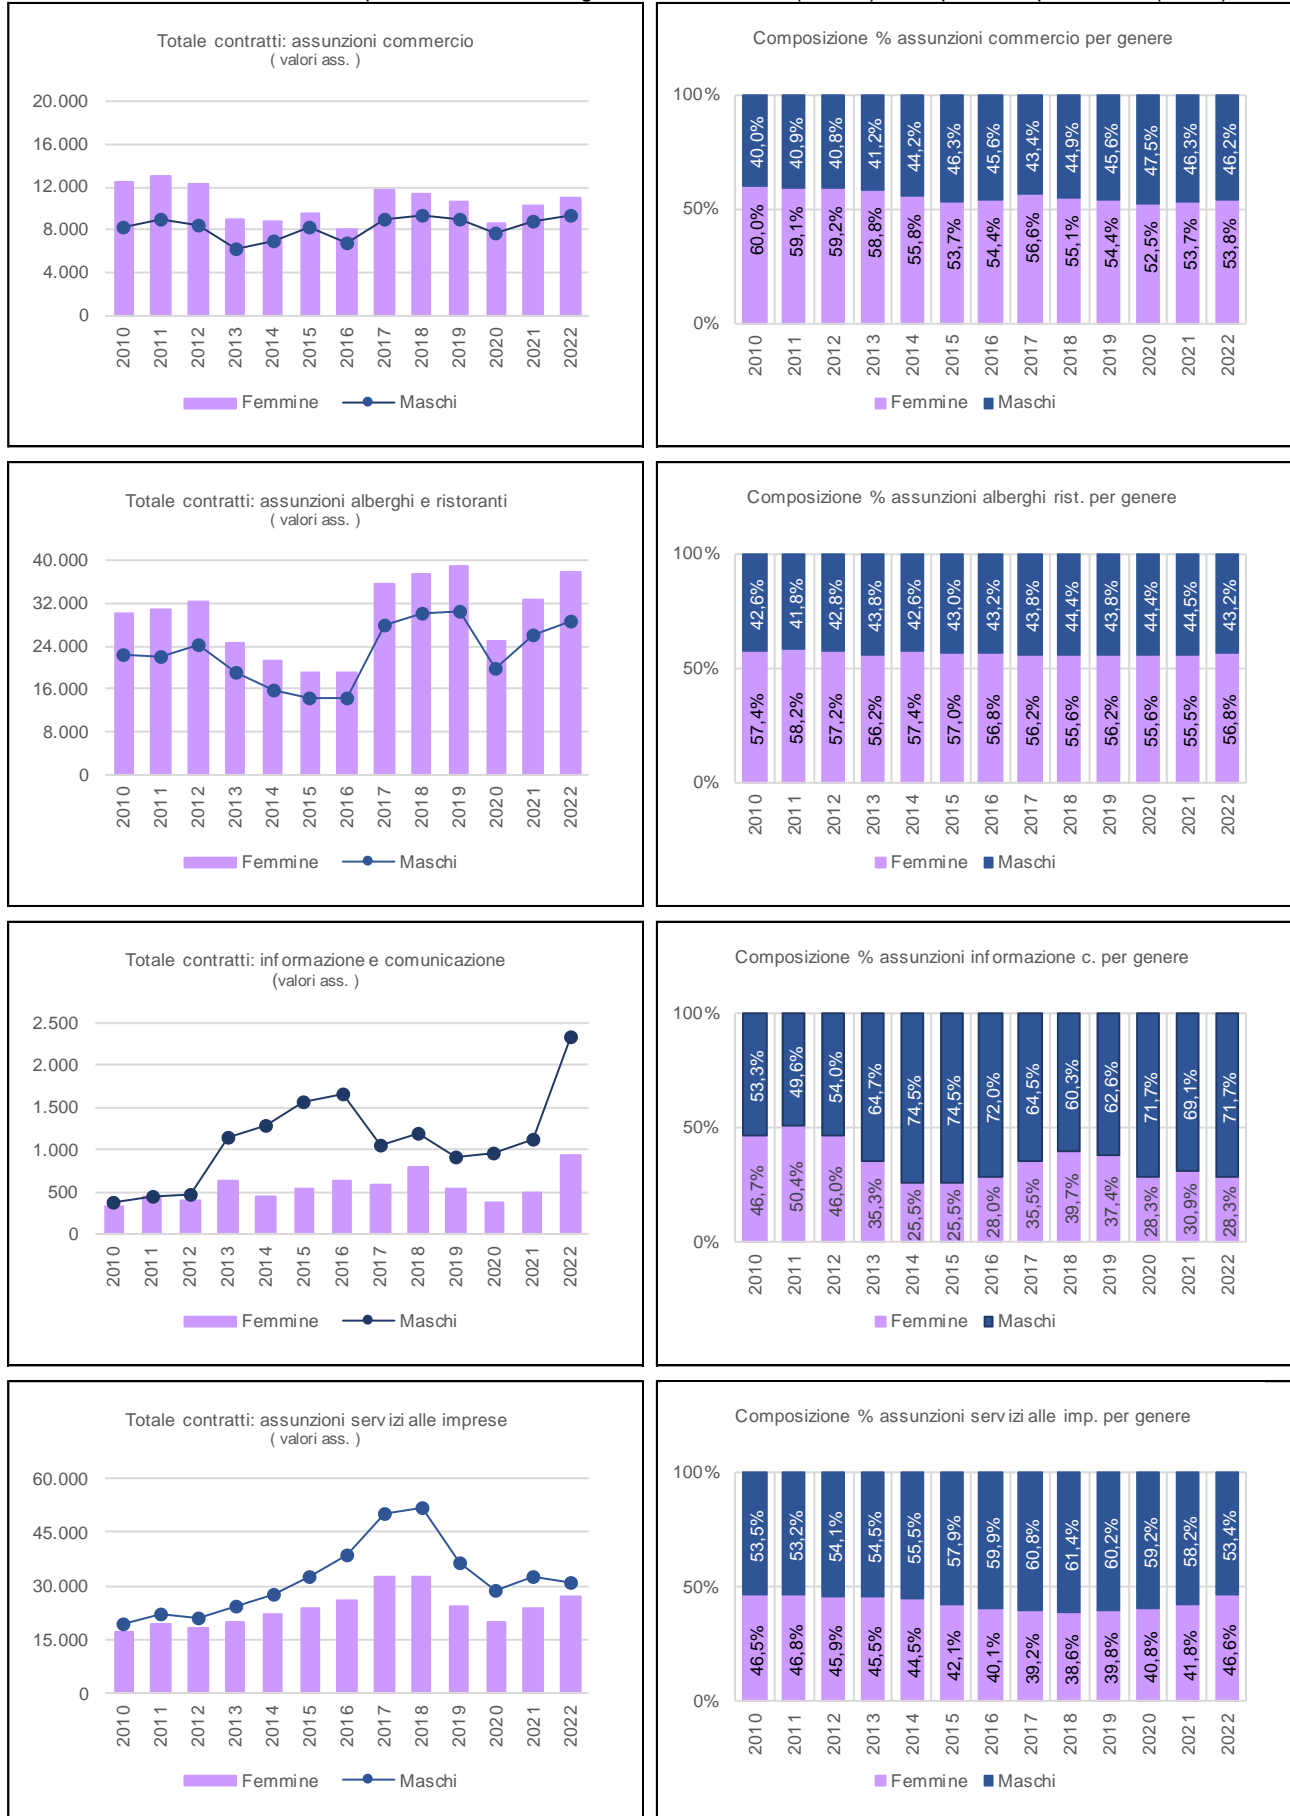 Totale contratti: assunzioni commercio
( valori ass. )
20.000
16.000
12.000
8.000
4.000
0
2010 2011 2012 2013 2014 2015 2016 2017 2018 2019 2020 2021 2022
Femmine Maschi
Composizione % assunzioni commercio per genere
100%
50%
0%
40,0% 40,9% 40,8% 41,2% 44,2% 46,3% 45,6% 43,4% 44,9% 45,6% 47,5% 46,3% 46,2%
60,0% 59,1% 59,2% 58,8% 55,8% 53,7% 54,4% 56,6% 55,1% 54,4% 52,5% 53,7% 53,8%
2010 2011 2012 2013 2014 2015 2016 2017 2018 2019 2020 2021 2022
Femmine Maschi
Totale contratti: assunzioni alberghi e ristoranti
( valori ass. )
40.000
32.000
24.000
16.000
8.000
0
2010 2011 2012 2013 2014 2015 2016 2017 2018 2019 2020 2021 2022
Femmine Maschi
Composizione % assunzioni alberghi rist. per genere
100%
50%
0%
42,6% 41,8% 42,8% 43,8% 42,6% 43,0% 43,2% 43,8% 44,4% 43,8% 44,4% 44,5% 43,2%
57,4% 58,2% 57,2% 56,2% 57,4% 57,0% 56,8% 56,2% 55,6% 56,2% 55,6% 55,5% 56,8%
2010 2011 2012 2013 2014 2015 2016 2017 2018 2019 2020 2021 2022
Femmine Maschi
Totale contratti: informazione e comunicazione
(valori ass. )
2.500
2.000
1.500
1.000
500
0
2010 2011 2012 2013 2014 2015 2016 2017 2018 2019 2020 2021 2022
Femmine Maschi
Composizione % assunzioni informazione c. per genere
100%
50%
0%
53,3% 49,6% 54,0% 64,7% 74,5% 74,5% 72,0% 64,5% 60,3% 62,6% 71,7% 69,1% 71,7%
46,7% 50,4% 46,0% 35,3% 25,5% 25,5% 28,0% 35,5% 39,7% 37,4% 28,3% 30,9% 28,3%
2010 2011 2012 2013 2014 2015 2016 2017 2018 2019 2020 2021 2022
Femmine Maschi
Totale contratti: assunzioni servizi alle imprese
( valori ass. )
60.000
45.000
30.000
15.000
0
2010 2011 2012 2013 2014 2015 2016 2017 2018 2019 2020 2021 2022
Femmine Maschi
Composizione % assunzioni servizi alle imp. per genere
100%
50%
0%
53,5% 53,2% 54,1% 54,5% 55,5% 57,9% 59,9% 60,8% 61,4% 60,2% 59,2% 58,2% 53,4%
46,5% 46,8% 45,9% 45,5% 44,5% 42,1% 40,1% 39,2% 38,6% 39,8% 40,8% 41,8% 46,6%
2010 2011 2012 2013 2014 2015 2016 2017 2018 2019 2020 2021 2022
Femmine Maschi